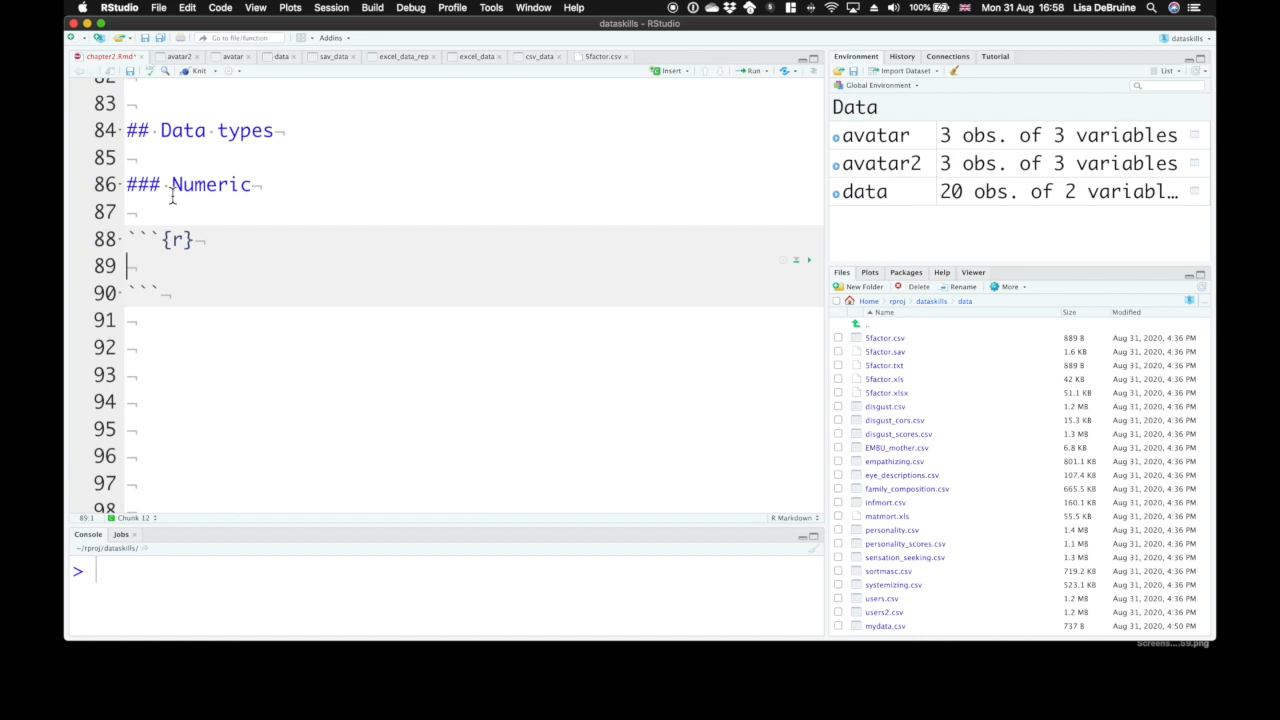 RStudio File Edit Code View Plots Session Build Debug Profile Tools Window Help 100% Mon 31 Aug 16:58 Lisa DeBruine
dataskills - RStudio
Go to file/function Addins dataskills
chapter2.Rmd* avatar2 avatar data sav_data excel_data_rep excel_data csv_data 5factor.csv
Knit Insert Run
82
83
84 ## Data types
85
86 ### Numeric
87
88 ```{r}
89
90 ```
91
92
93
94
95
96
97
98
89:1 Chunk 12 R Markdown
Console Jobs
~/rproj/dataskills/
>
Environment History Connections Tutorial
Import Dataset List
Global Environment
Data
avatar 3 obs. of 3 variables
avatar2 3 obs. of 3 variables
data 20 obs. of 2 variabl…
Files Plots Packages Help Viewer
New Folder Delete Rename More
Home rproj dataskills data
Name Size Modified
..
5factor.csv 889 B Aug 31, 2020, 4:36 PM
5factor.sav 1.6 KB Aug 31, 2020, 4:36 PM
5factor.txt 889 B Aug 31, 2020, 4:36 PM
5factor.xls 42 KB Aug 31, 2020, 4:36 PM
5factor.xlsx 51.1 KB Aug 31, 2020, 4:36 PM
disgust.csv 1.2 MB Aug 31, 2020, 4:36 PM
disgust_cors.csv 15.3 KB Aug 31, 2020, 4:36 PM
disgust_scores.csv 1.3 MB Aug 31, 2020, 4:36 PM
EMBU_mother.csv 6.8 KB Aug 31, 2020, 4:36 PM
empathizing.csv 801.1 KB Aug 31, 2020, 4:36 PM
eye_descriptions.csv 107.4 KB Aug 31, 2020, 4:36 PM
family_composition.csv 665.5 KB Aug 31, 2020, 4:36 PM
infmort.csv 160.1 KB Aug 31, 2020, 4:36 PM
matmort.xls 55.5 KB Aug 31, 2020, 4:36 PM
personality.csv 1.4 MB Aug 31, 2020, 4:36 PM
personality_scores.csv 1.1 MB Aug 31, 2020, 4:36 PM
sensation_seeking.csv 1.3 MB Aug 31, 2020, 4:36 PM
sortmasc.csv 719.2 KB Aug 31, 2020, 4:36 PM
systemizing.csv 523.1 KB Aug 31, 2020, 4:36 PM
users.csv 1.2 MB Aug 31, 2020, 4:36 PM
users2.csv 1.2 MB Aug 31, 2020, 4:36 PM
mydata.csv 737 B Aug 31, 2020, 4:50 PM
Screens....59.png